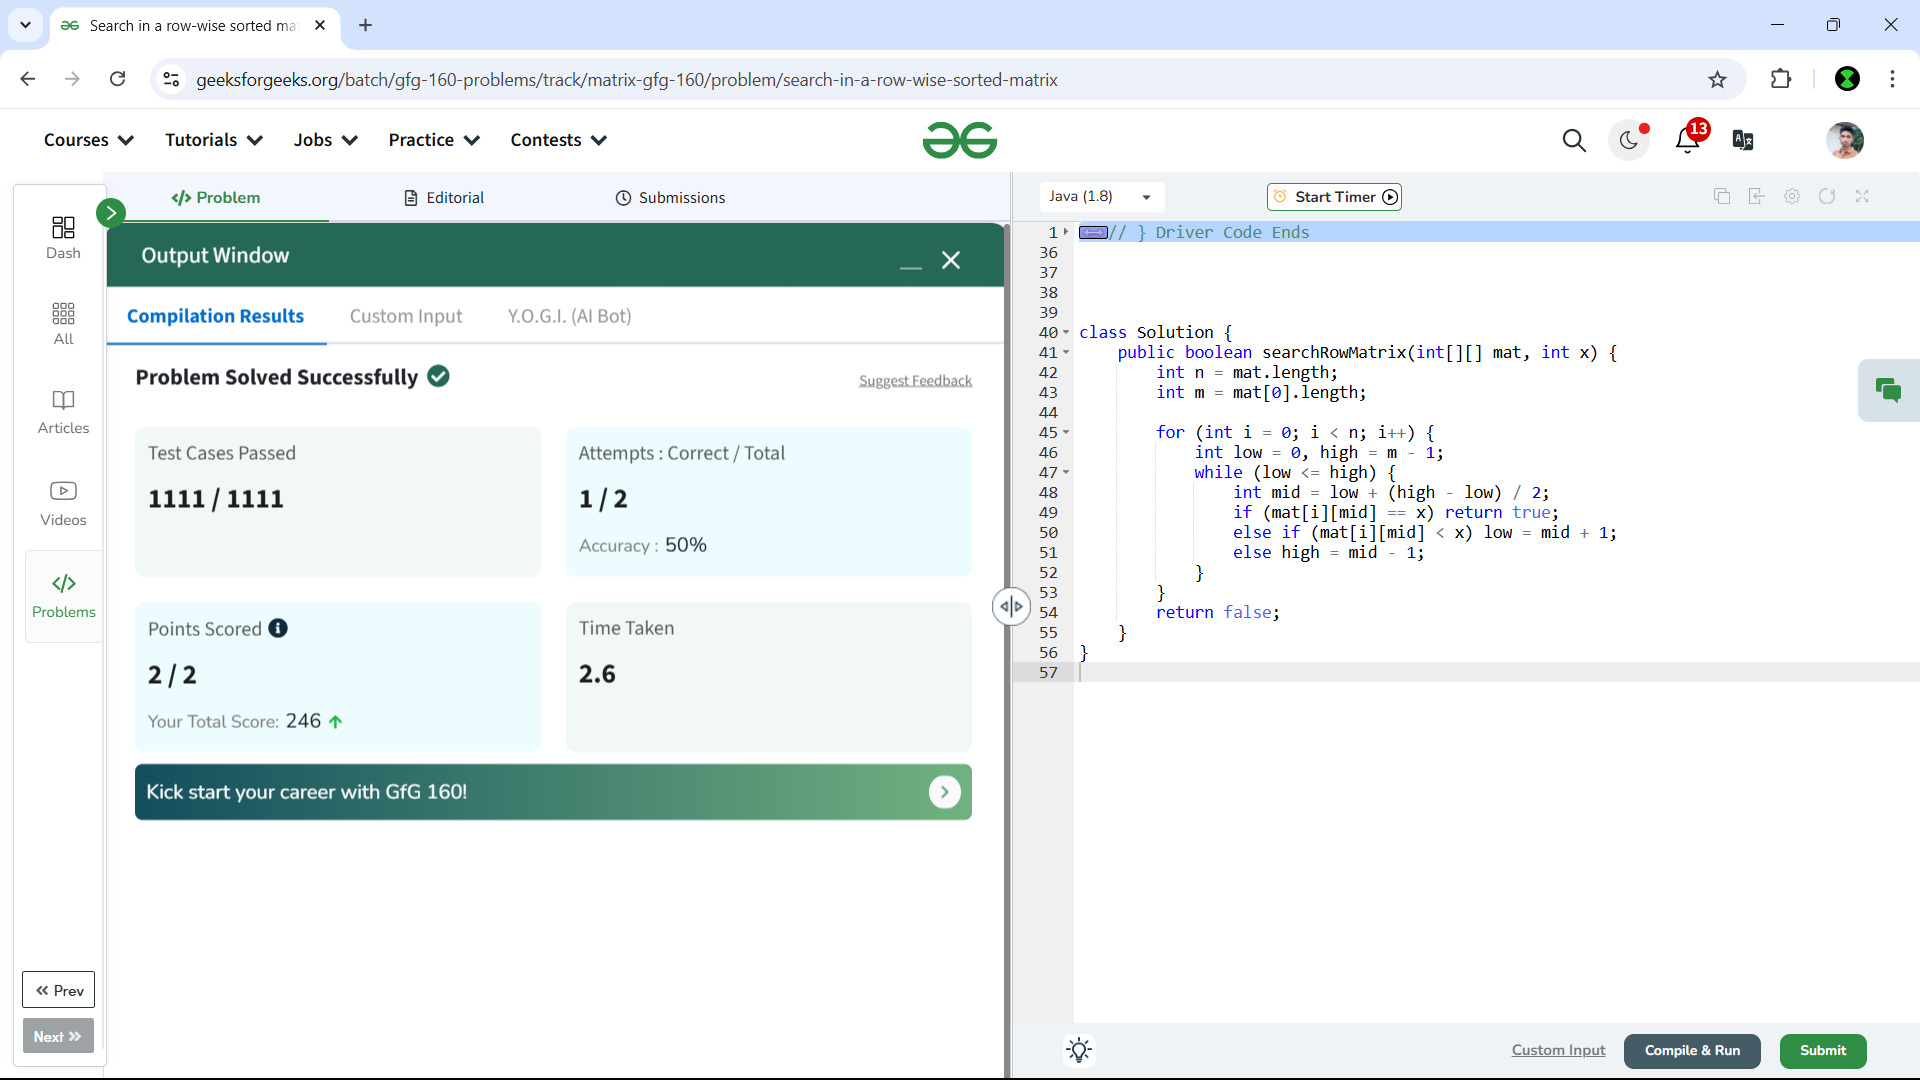 Search in a row-wise sorted ma
geeksforgeeks.org/batch/gfg-160-problems/track/matrix-gfg-160/problem/search-in-a-row-wise-sorted-matrix
Courses Tutorials Jobs Practice Contests
13
Dash
All
Articles
Videos
Problems
« Prev
Next »
</> Problem Editorial Submissions
Output Window
Compilation Results Custom Input Y.O.G.I. (AI Bot)
Problem Solved Successfully
Suggest Feedback
Test Cases Passed
1111 / 1111
Attempts : Correct / Total
1 / 2
Accuracy : 50%
Points Scored
2 / 2
Your Total Score: 246
Time Taken
2.6
Kick start your career with GfG 160!
Java (1.8)
Start Timer
1 // } Driver Code Ends
36
37
38
39
40 class Solution {
41 public boolean searchRowMatrix(int[][] mat, int x) {
42 int n = mat.length;
43 int m = mat[0].length;
44
45 for (int i = 0; i < n; i++) {
46 int low = 0, high = m - 1;
47 while (low <= high) {
48 int mid = low + (high - low) / 2;
49 if (mat[i][mid] == x) return true;
50 else if (mat[i][mid] < x) low = mid + 1;
51 else high = mid - 1;
52 }
53 }
54 return false;
55 }
56 }
57
Custom Input Compile & Run Submit